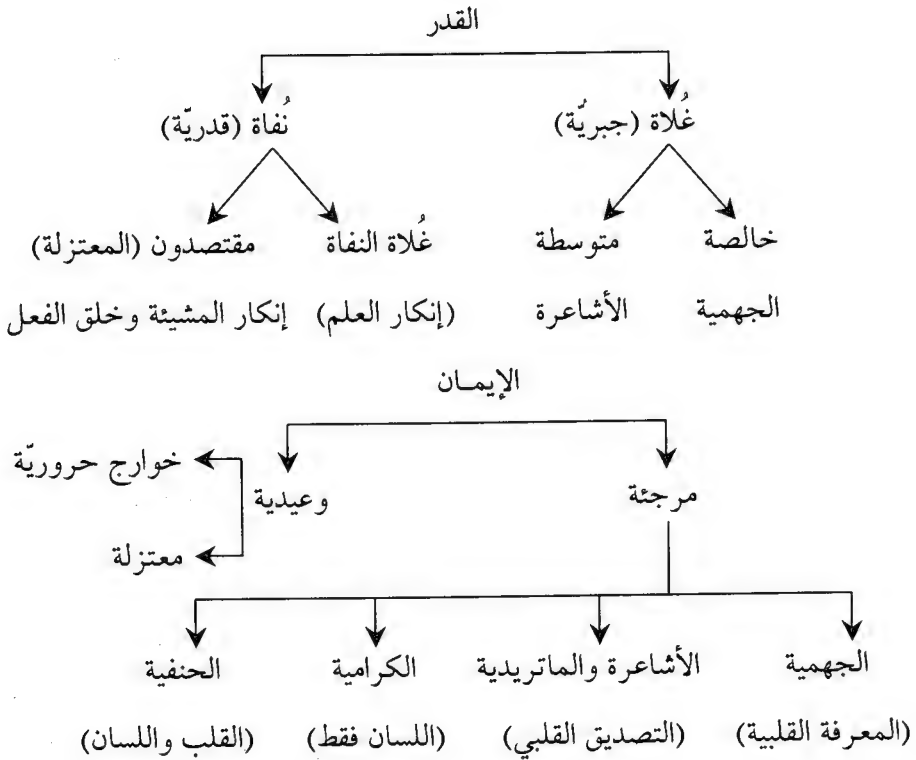 القدر
غُلاة (جبريّة) نُفاة (قدريّة)
خالصة متوسطة غُلاة النفاة مقتصدون (المعتزلة)
الجهمية الأشاعرة (إنكار العلم) إنكار المشيئة وخلق الفعل
الإيمـان
خوارج حروريّة
مرجئة وعيدية
معتزلة
الجهمية الأشاعرة والماتريدية الكرامية الحنفية
(المعرفة القلبية) (التصديق القلبي) (اللسان فقط) (القلب واللسان)